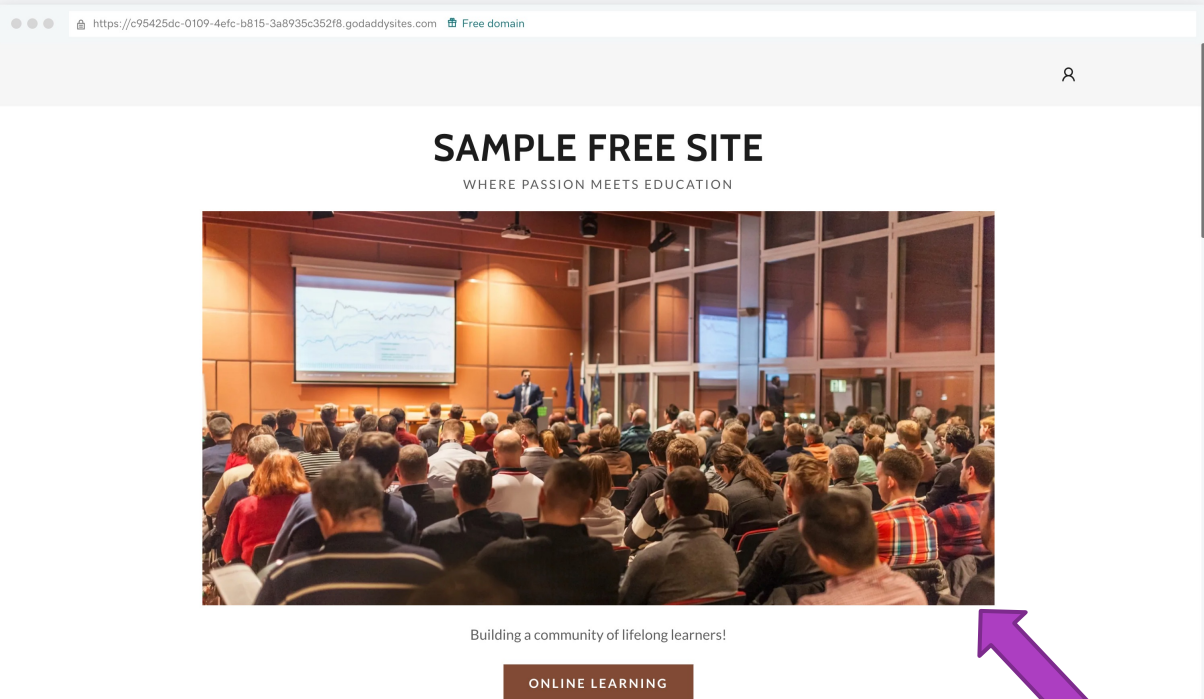 https://c95425dc-0109-4efc-b815-3a8935c352f8.godaddysites.com Free domain
SAMPLE FREE SITE
WHERE PASSION MEETS EDUCATION
Building a community of lifelong learners!
ONLINE LEARNING